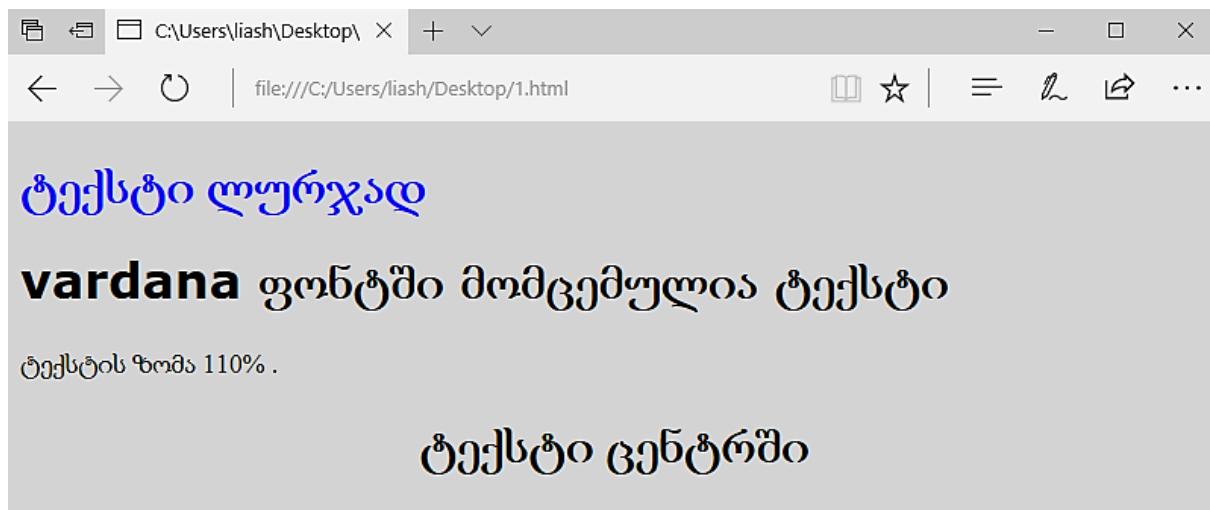 C:\Users\liash\Desktop\
file:///C:/Users/liash/Desktop/1.html
ტექსტი ლურჯად
vardana ფონტში მომცემულია ტექსტი
ტექსტის ზომა 110% .
ტექსტი ცენტრში